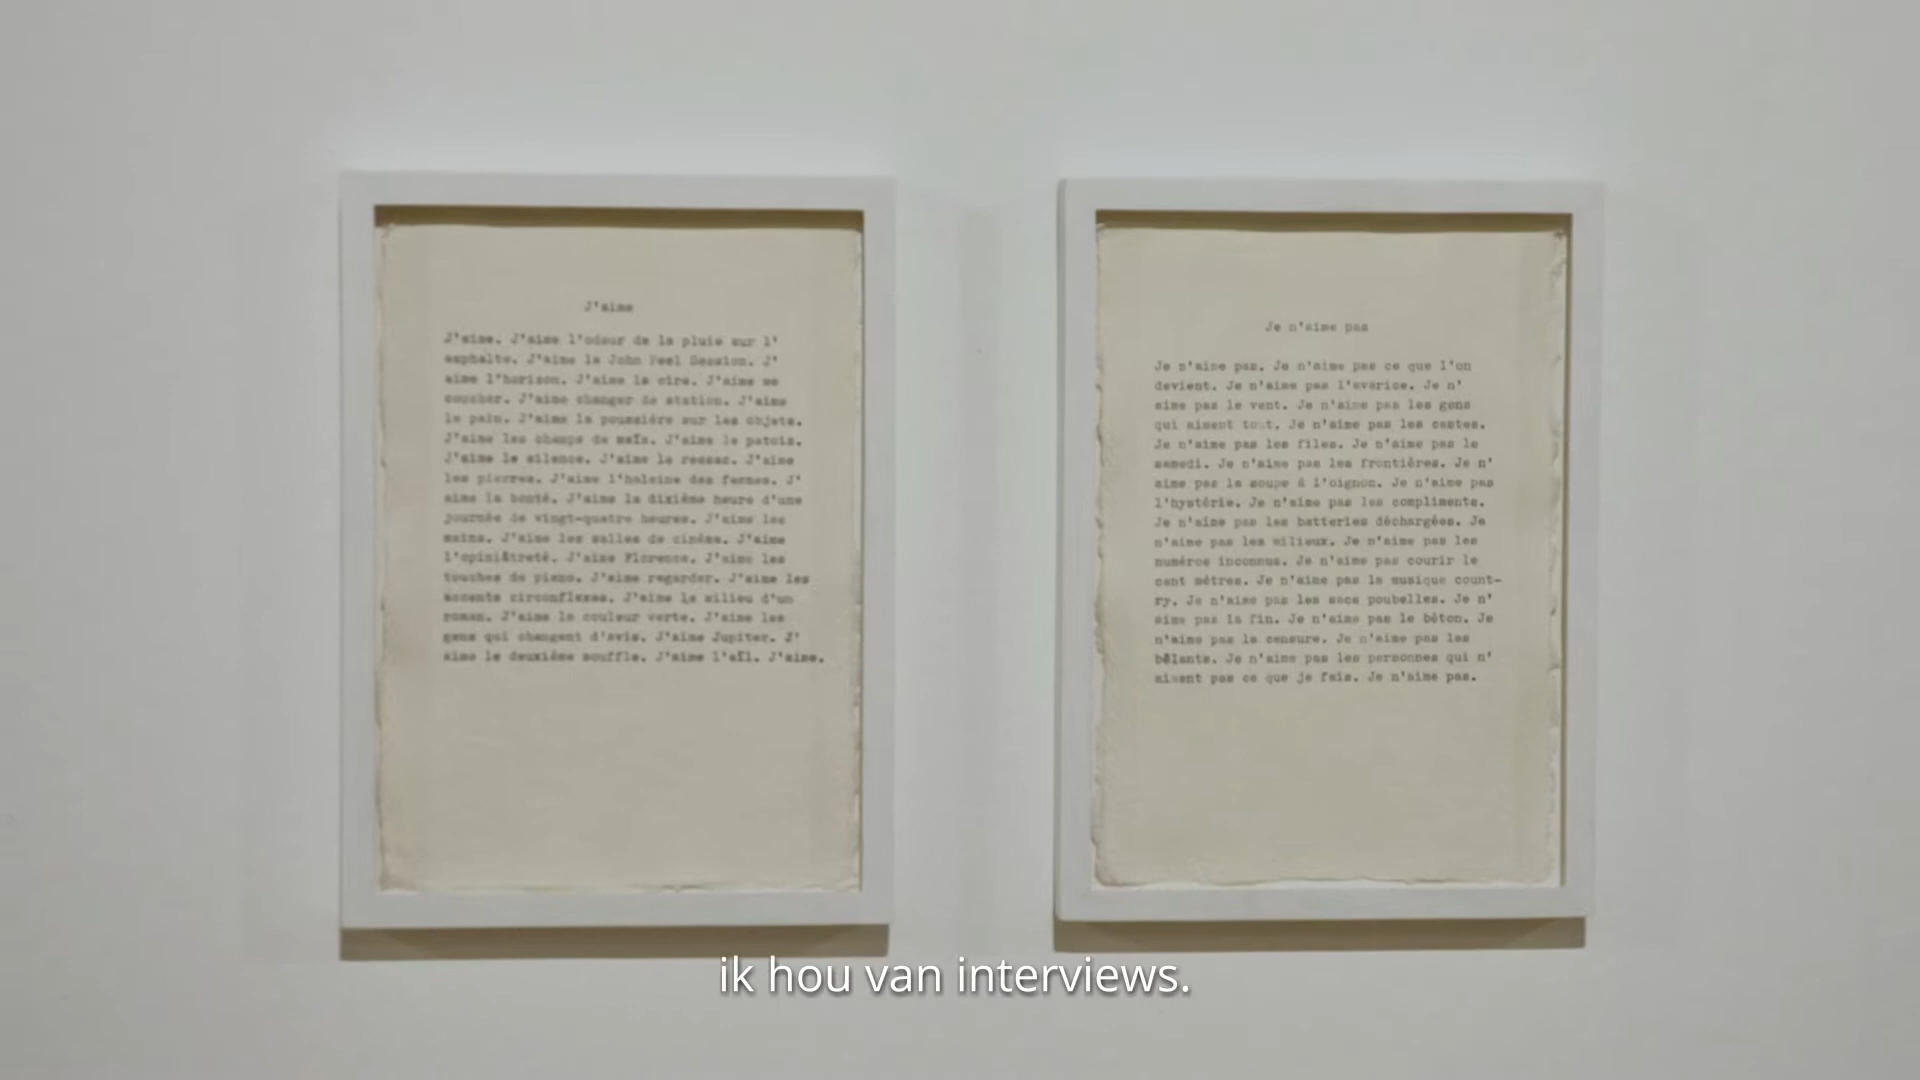 J'aime
J'aime. J'aime l'odeur de la pluie sur l'
asphalte. J'aime la John Peel Session. J'
aime l'horizon. J'aime la cire. J'aime me
coucher. J'aime changer de station. J'aime
le pain. J'aime la poussière sur les objets.
J'aime les champs de maïs. J'aime le patois.
J'aime le silence. J'aime le ressac. J'aime
les pierres. J'aime l'haleine des femmes. J'
aime la bonté. J'aime la dixième heure d'une
journée de vingt-quatre heures. J'aime les
mains. J'aime les salles de cinéma. J'aime
l'opiniâtreté. J'aime Florence. J'aime les
touches de piano. J'aime regarder. J'aime les
accents circonflexes. J'aime le milieu d'un
roman. J'aime la couleur verte. J'aime les
gens qui changent d'avis. J'aime Jupiter. J'
aime le deuxième souffle. J'aime l'aïl. J'aime.
Je n'aime pas
Je n'aime pas. Je n'aime pas ce que l'on
devient. Je n'aime pas l'avarice. Je n'
aime pas le vent. Je n'aime pas les gens
qui aiment tout. Je n'aime pas les castes.
Je n'aime pas les files. Je n'aime pas le
samedi. Je n'aime pas les frontières. Je n'
aime pas la soupe à l'oignon. Je n'aime pas
l'hystérie. Je n'aime pas les compliments.
Je n'aime pas les batteries déchargées. Je
n'aime pas les milieux. Je n'aime pas les
numéros inconnus. Je n'aime pas courir le
cent mètres. Je n'aime pas la musique count-
ry. Je n'aime pas les sacs poubelles. Je n'
aime pas la fin. Je n'aime pas le béton. Je
n'aime pas la censure. Je n'aime pas les
bêlants. Je n'aime pas les personnes qui n'
aiment pas ce que je fais. Je n'aime pas.
ik hou van interviews.